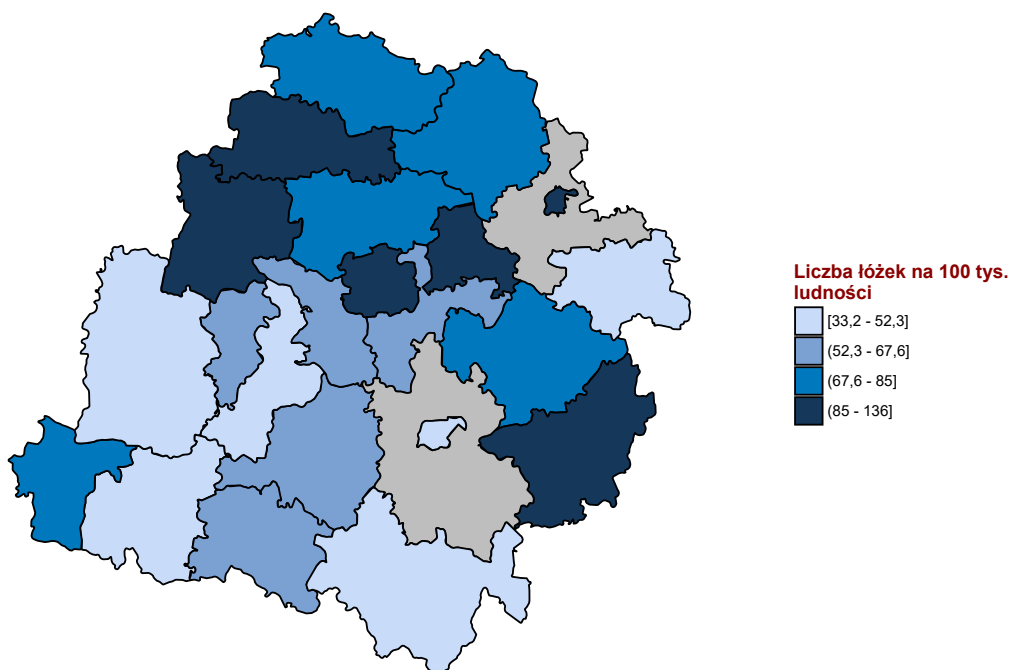 Liczba łóżek na 100 tys.
ludności
[33,2 - 52,3]
(52,3 - 67,6]
(67,6 - 85]
(85 - 136]